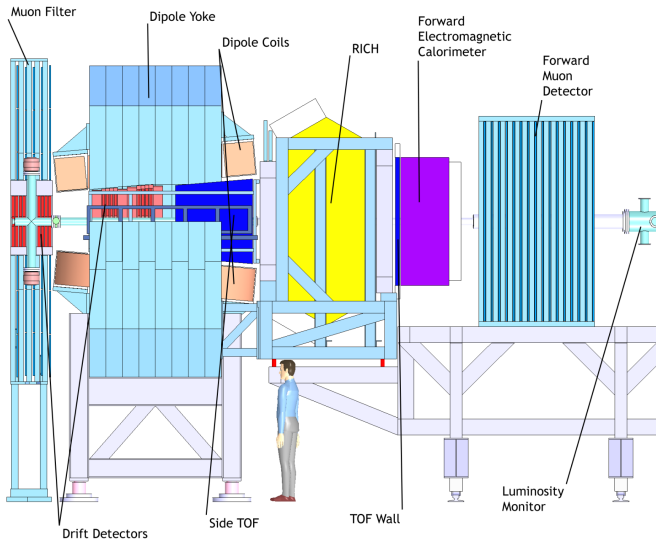 Muon Filter
Dipole Yoke
Dipole Coils
RICH
Forward
Electromagnetic
Calorimeter
Forward
Muon
Detector
Drift Detectors
Side TOF
TOF Wall
Luminosity
Monitor